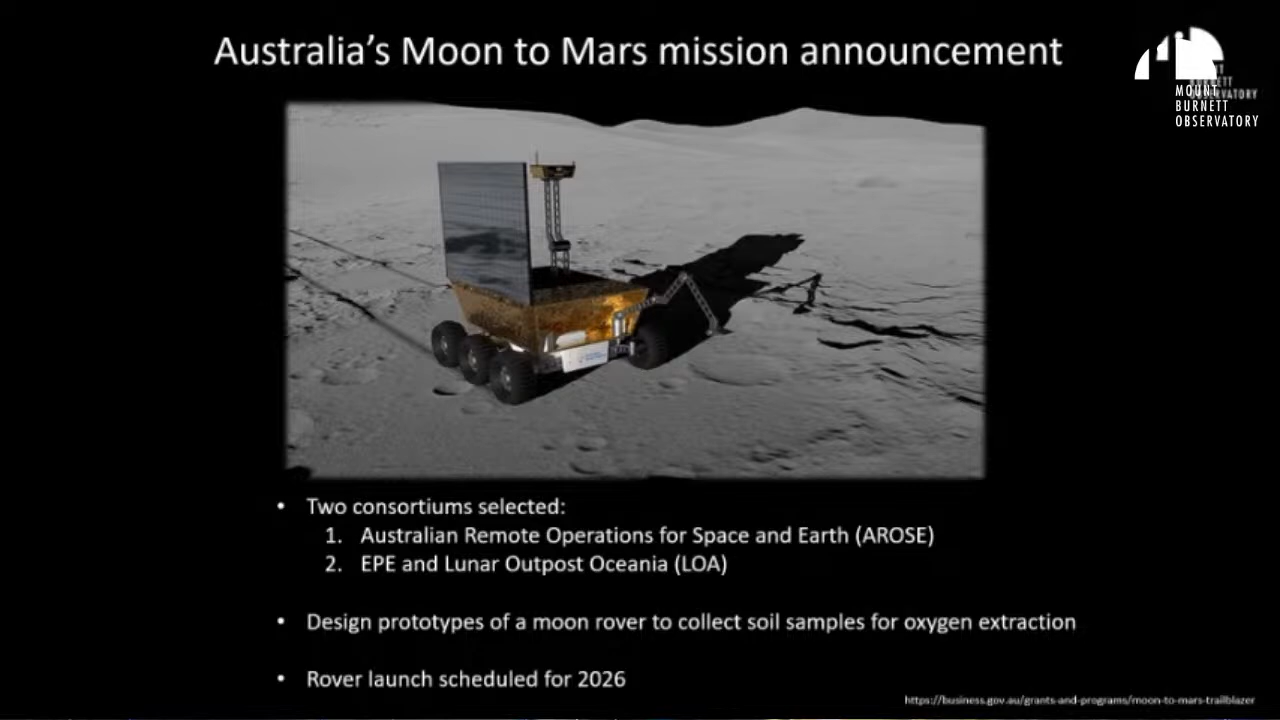 Australia's Moon to Mars mission announcement
MOUNT
BURNETT
OBSERVATORY
• Two consortiums selected:
1. Australian Remote Operations for Space and Earth (AROSE)
2. EPE and Lunar Outpost Oceania (LOA)
• Design prototypes of a moon rover to collect soil samples for oxygen extraction
• Rover launch scheduled for 2026
https://business.gov.au/grants-and-programs/moon-to-mars-trailblazer